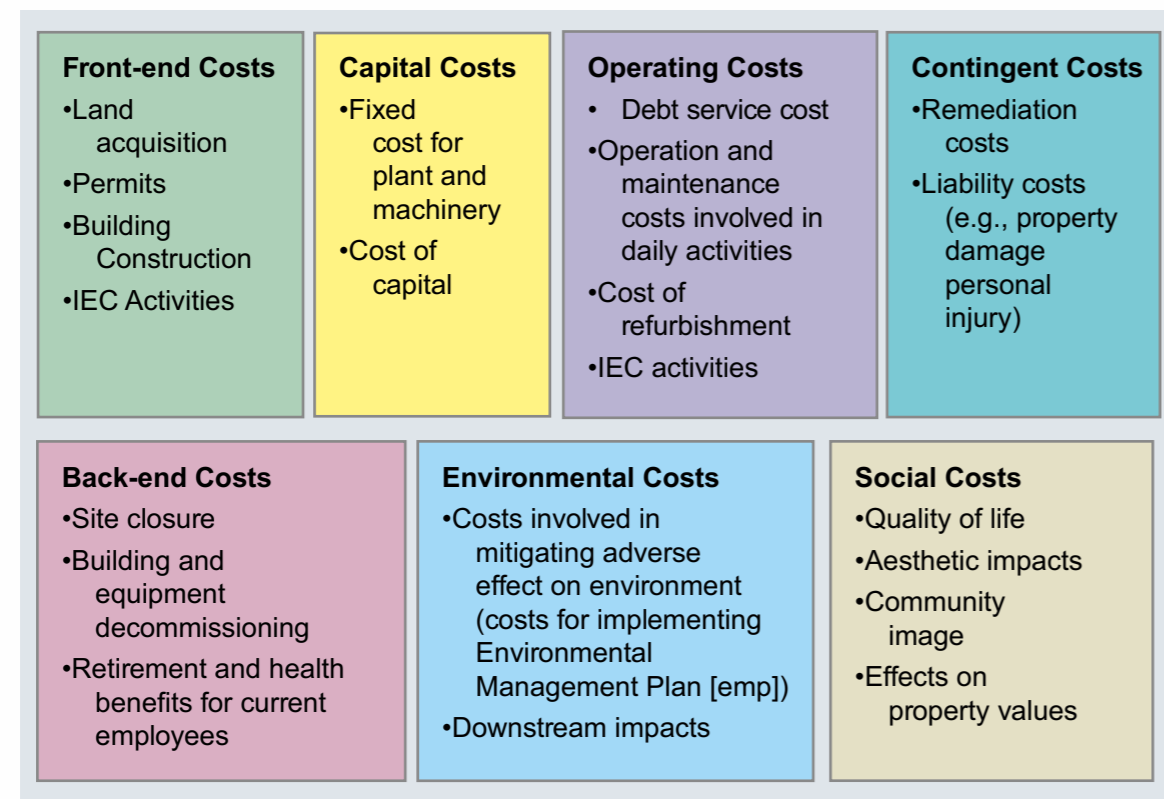 Front-end Costs
•Land
acquisition
•Permits
•Building
Construction
•IEC Activities
Capital Costs
•Fixed
cost for
plant and
machinery
•Cost of
capital
Operating Costs
• Debt service cost
•Operation and
maintenance
costs involved in
daily activities
•Cost of
refurbishment
•IEC activities
Contingent Costs
•Remediation
costs
•Liability costs
(e.g., property
damage
personal
injury)
Back-end Costs
•Site closure
•Building and
equipment
decommissioning
•Retirement and health
benefits for current
employees
Environmental Costs
•Costs involved in
mitigating adverse
effect on environment
(costs for implementing
Environmental
Management Plan [emp])
•Downstream impacts
Social Costs
•Quality of life
•Aesthetic impacts
•Community
image
•Effects on
property values